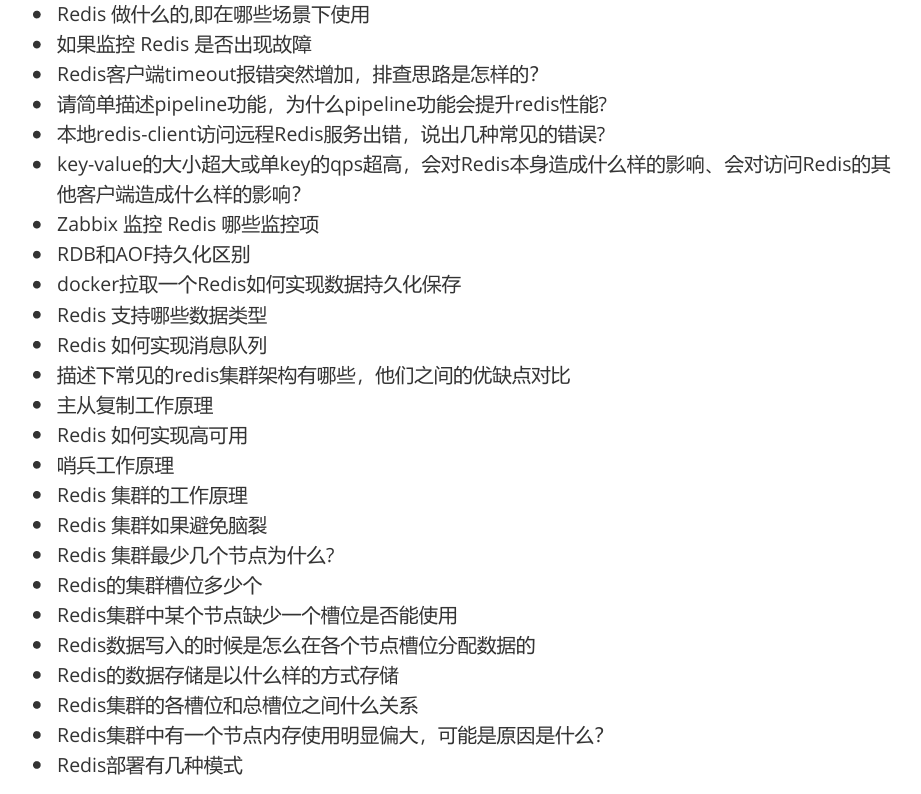 Redis 做什么的,即在哪些场景下使用
如果监控 Redis 是否出现故障
Redis客户端timeout报错突然增加，排查思路是怎样的?
请简单描述pipeline功能，为什么pipeline功能会提升redis性能?
本地redis-client访问远程Redis服务出错，说出几种常见的错误?
key-value的大小超大或单key的qps超高，会对Redis本身造成什么样的影响、会对访问Redis的其
他客户端造成什么样的影响?
Zabbix 监控 Redis 哪些监控项
RDB和AOF持久化区别
docker拉取一个Redis如何实现数据持久化保存
Redis 支持哪些数据类型
Redis 如何实现消息队列
描述下常见的redis集群架构有哪些，他们之间的优缺点对比
主从复制工作原理
Redis 如何实现高可用
哨兵工作原理
Redis 集群的工作原理
Redis 集群如果避免脑裂
Redis 集群最少几个节点为什么?
Redis的集群槽位多少个
Redis集群中某个节点缺少一个槽位是否能使用
Redis数据写入的时候是怎么在各个节点槽位分配数据的
Redis的数据存储是以什么样的方式存储
Redis集群的各槽位和总槽位之间什么关系
Redis集群中有一个节点内存使用明显偏大，可能是原因是什么?
Redis部署有几种模式